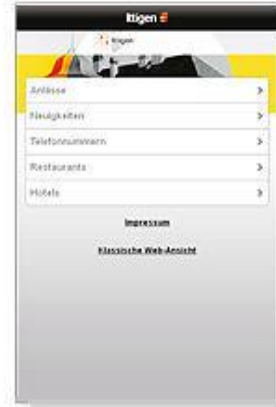 Ittigen
Ittigen
Anlässe
Neuigkeiten
Telefonnummern
Restaurants
Hotels
Impressum
Klassische Web-Ansicht